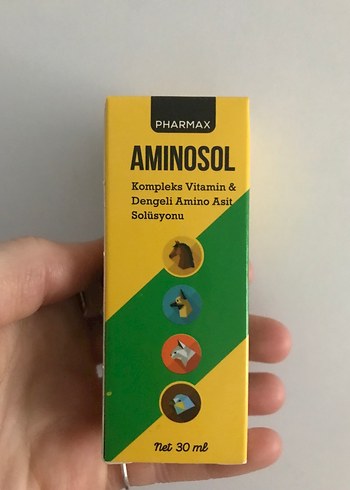 PHARMAX
AMINOSOL
Kompleks Vitamin &
Dengeli Amino Asit
Solüsyonu
Net 30 ml